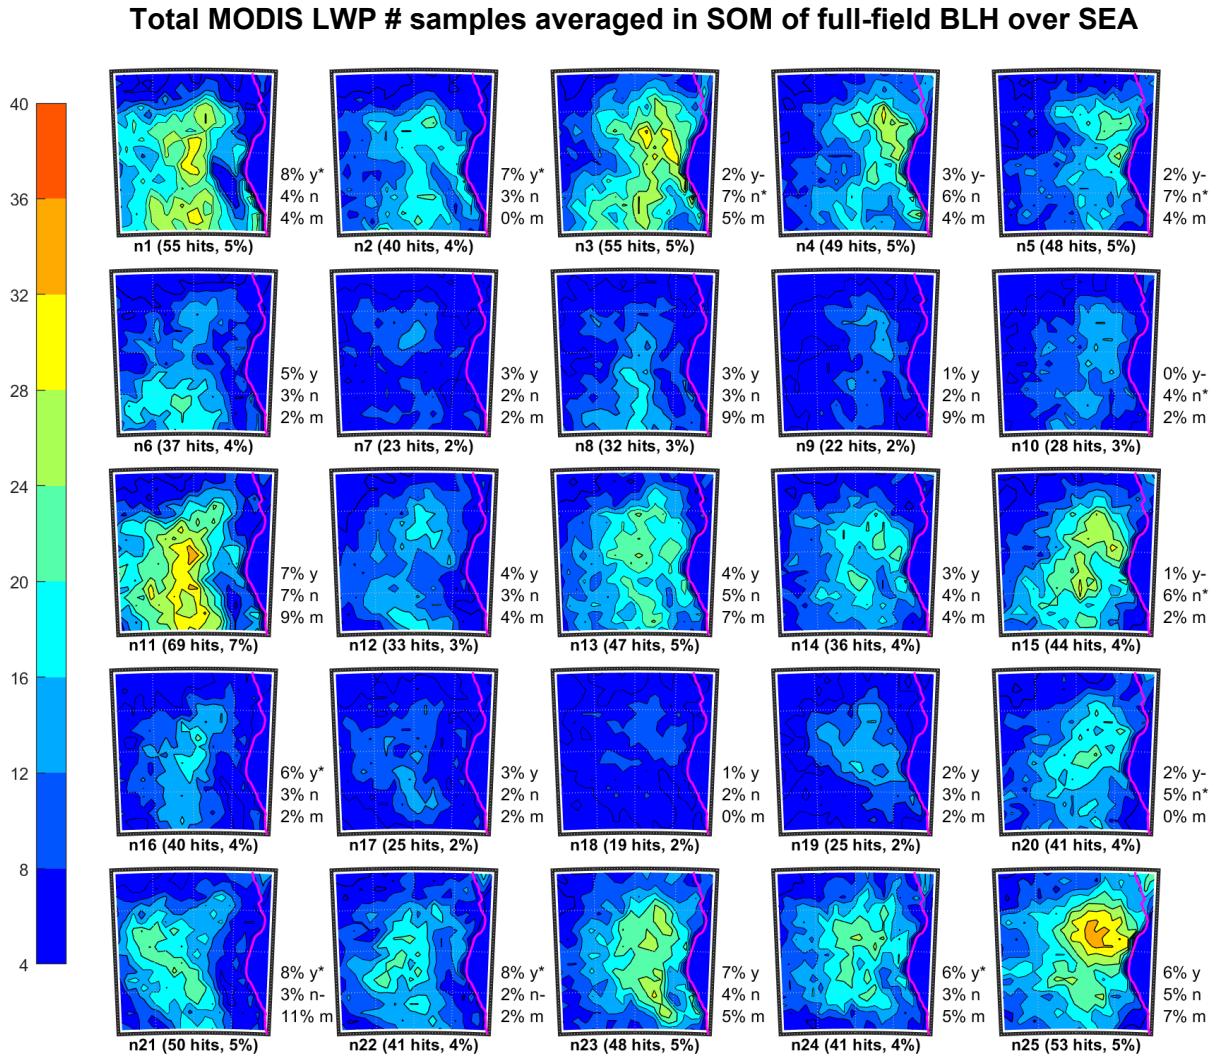 Total MODIS LWP # samples averaged in SOM of full-field BLH over SEA
40
36
32
28
24
20
16
12
8
4
8% y*
4% n
4% m
n1 (55 hits, 5%)
7% y*
3% n
0% m
n2 (40 hits, 4%)
2% y-
7% n*
5% m
n3 (55 hits, 5%)
3% y-
6% n
4% m
n4 (49 hits, 5%)
2% y-
7% n*
4% m
n5 (48 hits, 5%)
5% y
3% n
2% m
n6 (37 hits, 4%)
3% y
2% n
2% m
n7 (23 hits, 2%)
3% y
3% n
9% m
n8 (32 hits, 3%)
1% y
2% n
9% m
n9 (22 hits, 2%)
0% y-
4% n*
2% m
n10 (28 hits, 3%)
7% y
7% n
9% m
n11 (69 hits, 7%)
4% y
3% n
4% m
n12 (33 hits, 3%)
4% y
5% n
7% m
n13 (47 hits, 5%)
3% y
4% n
4% m
n14 (36 hits, 4%)
1% y-
6% n*
2% m
n15 (44 hits, 4%)
6% y*
3% n
2% m
n16 (40 hits, 4%)
3% y
2% n
2% m
n17 (25 hits, 2%)
1% y
2% n
0% m
n18 (19 hits, 2%)
2% y
3% n
2% m
n19 (25 hits, 2%)
2% y-
5% n*
0% m
n20 (41 hits, 4%)
8% y*
3% n-
11% m
n21 (50 hits, 5%)
8% y*
2% n-
2% m
n22 (41 hits, 4%)
7% y
4% n
5% m
n23 (48 hits, 5%)
6% y*
3% n
5% m
n24 (41 hits, 4%)
6% y
5% n
7% m
n25 (53 hits, 5%)